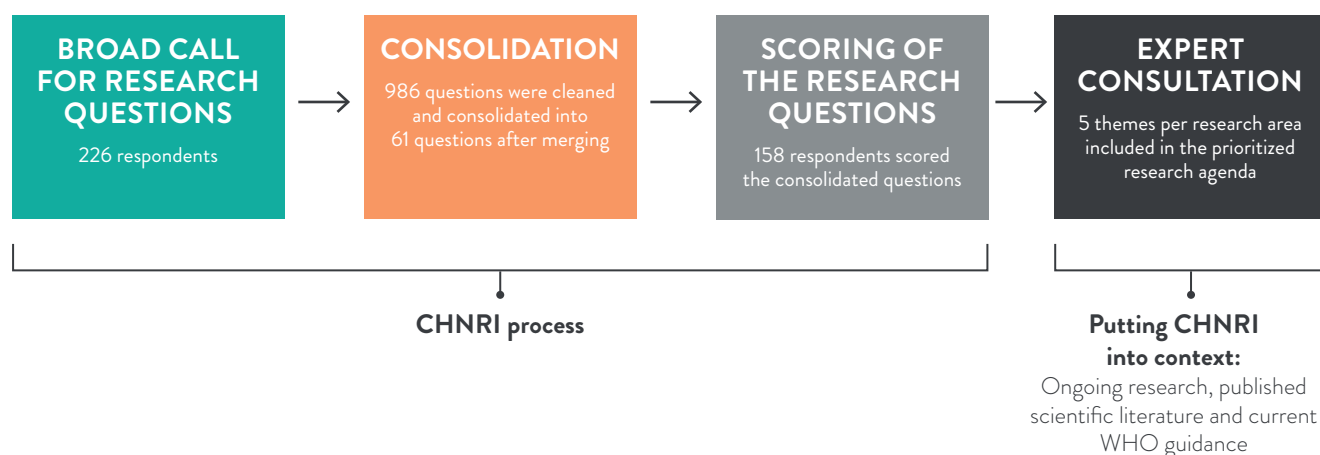 BROAD CALL
FOR RESEARCH
QUESTIONS
226 respondents
CONSOLIDATION
986 questions were cleaned
and consolidated into
61 questions after merging
SCORING OF
THE RESEARCH
QUESTIONS
158 respondents scored
the consolidated questions
EXPERT
CONSULTATION
5 themes per research area
included in the prioritized
research agenda
CHNRI process
Putting CHNRI
into context:
Ongoing research, published
scientific literature and current
WHO guidance